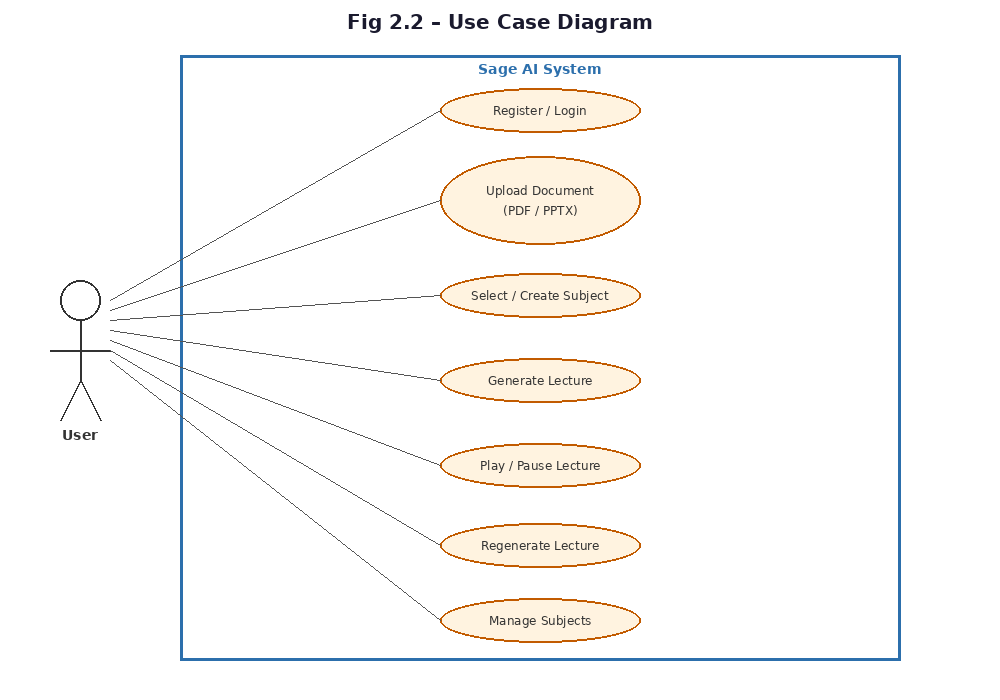 Fig 2.2 – Use Case Diagram
Sage AI System
Register / Login
Upload Document
(PDF / PPTX)
Select / Create Subject
Generate Lecture
User
Play / Pause Lecture
Regenerate Lecture
Manage Subjects